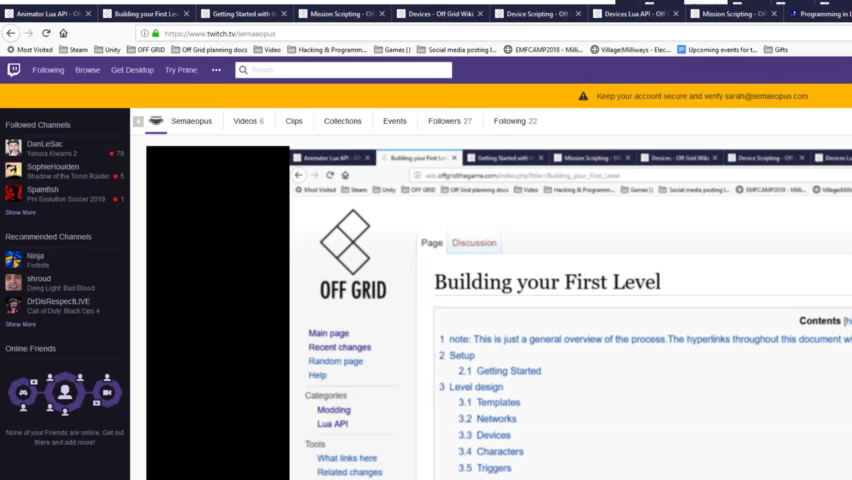 Animator Lua API - Off G
Building your First Leve
Getting Started with th
Mission Scripting - Off G
Devices - Off Grid Wiki
Device Scripting - Off G
Devices Lua API - Off G
Mission Scripting - Off
Programming in L
https://www.twitch.tv/semaeopus
Most Visited Steam Unity OFF GRID Off Grid planning docs Video Hacking & Programm... Games () Social media posting l... EMFCAMP2018 - Milli... Village:Milliways - Elec... Upcoming events for t... Gifts
Following Browse Get Desktop Try Prime ••• Search
Keep your account secure and verify sarah@semaeopus.com
Semaeopus Videos 6 Clips Collections Events Followers 27 Following 22
Followed Channels
DanLeSac
Yakuza Kiwami 2 78
SophieHoulden
Shadow of the Tomb Raider 5
Spamfish
Pro Evolution Soccer 2019 1
Show More
Recommended Channels
Ninja
Fortnite
shroud
Dying Light: Bad Blood
DrDisRespectLIVE
Call of Duty: Black Ops 4
Show More
Online Friends
None of your Friends are online. Get out
there and add more!
Animator Lua API - Off G
Building your First Leve
Getting Started with th
Mission Scripting - Off G
Devices - Off Grid Wiki
Device Scripting - Off G
Devices Lua
wiki.offgridthegame.com/index.php?title=Building_your_First_Level
Most Visited Steam Unity OFF GRID Off Grid planning docs Video Hacking & Programm... Games () Social media posting l... EMFCAMP2018 - Milli... Village:Milliw
OFF GRID
Page Discussion
Building your First Level
Main page
Recent changes
Random page
Help
Categories
Modding
Lua API
Tools
What links here
Related changes
Contents [hi
1 note: This is just a general overview of the process.The hyperlinks throughout this document wi
2 Setup
2.1 Getting Started
3 Level design
3.1 Templates
3.2 Networks
3.3 Devices
3.4 Characters
3.5 Triggers